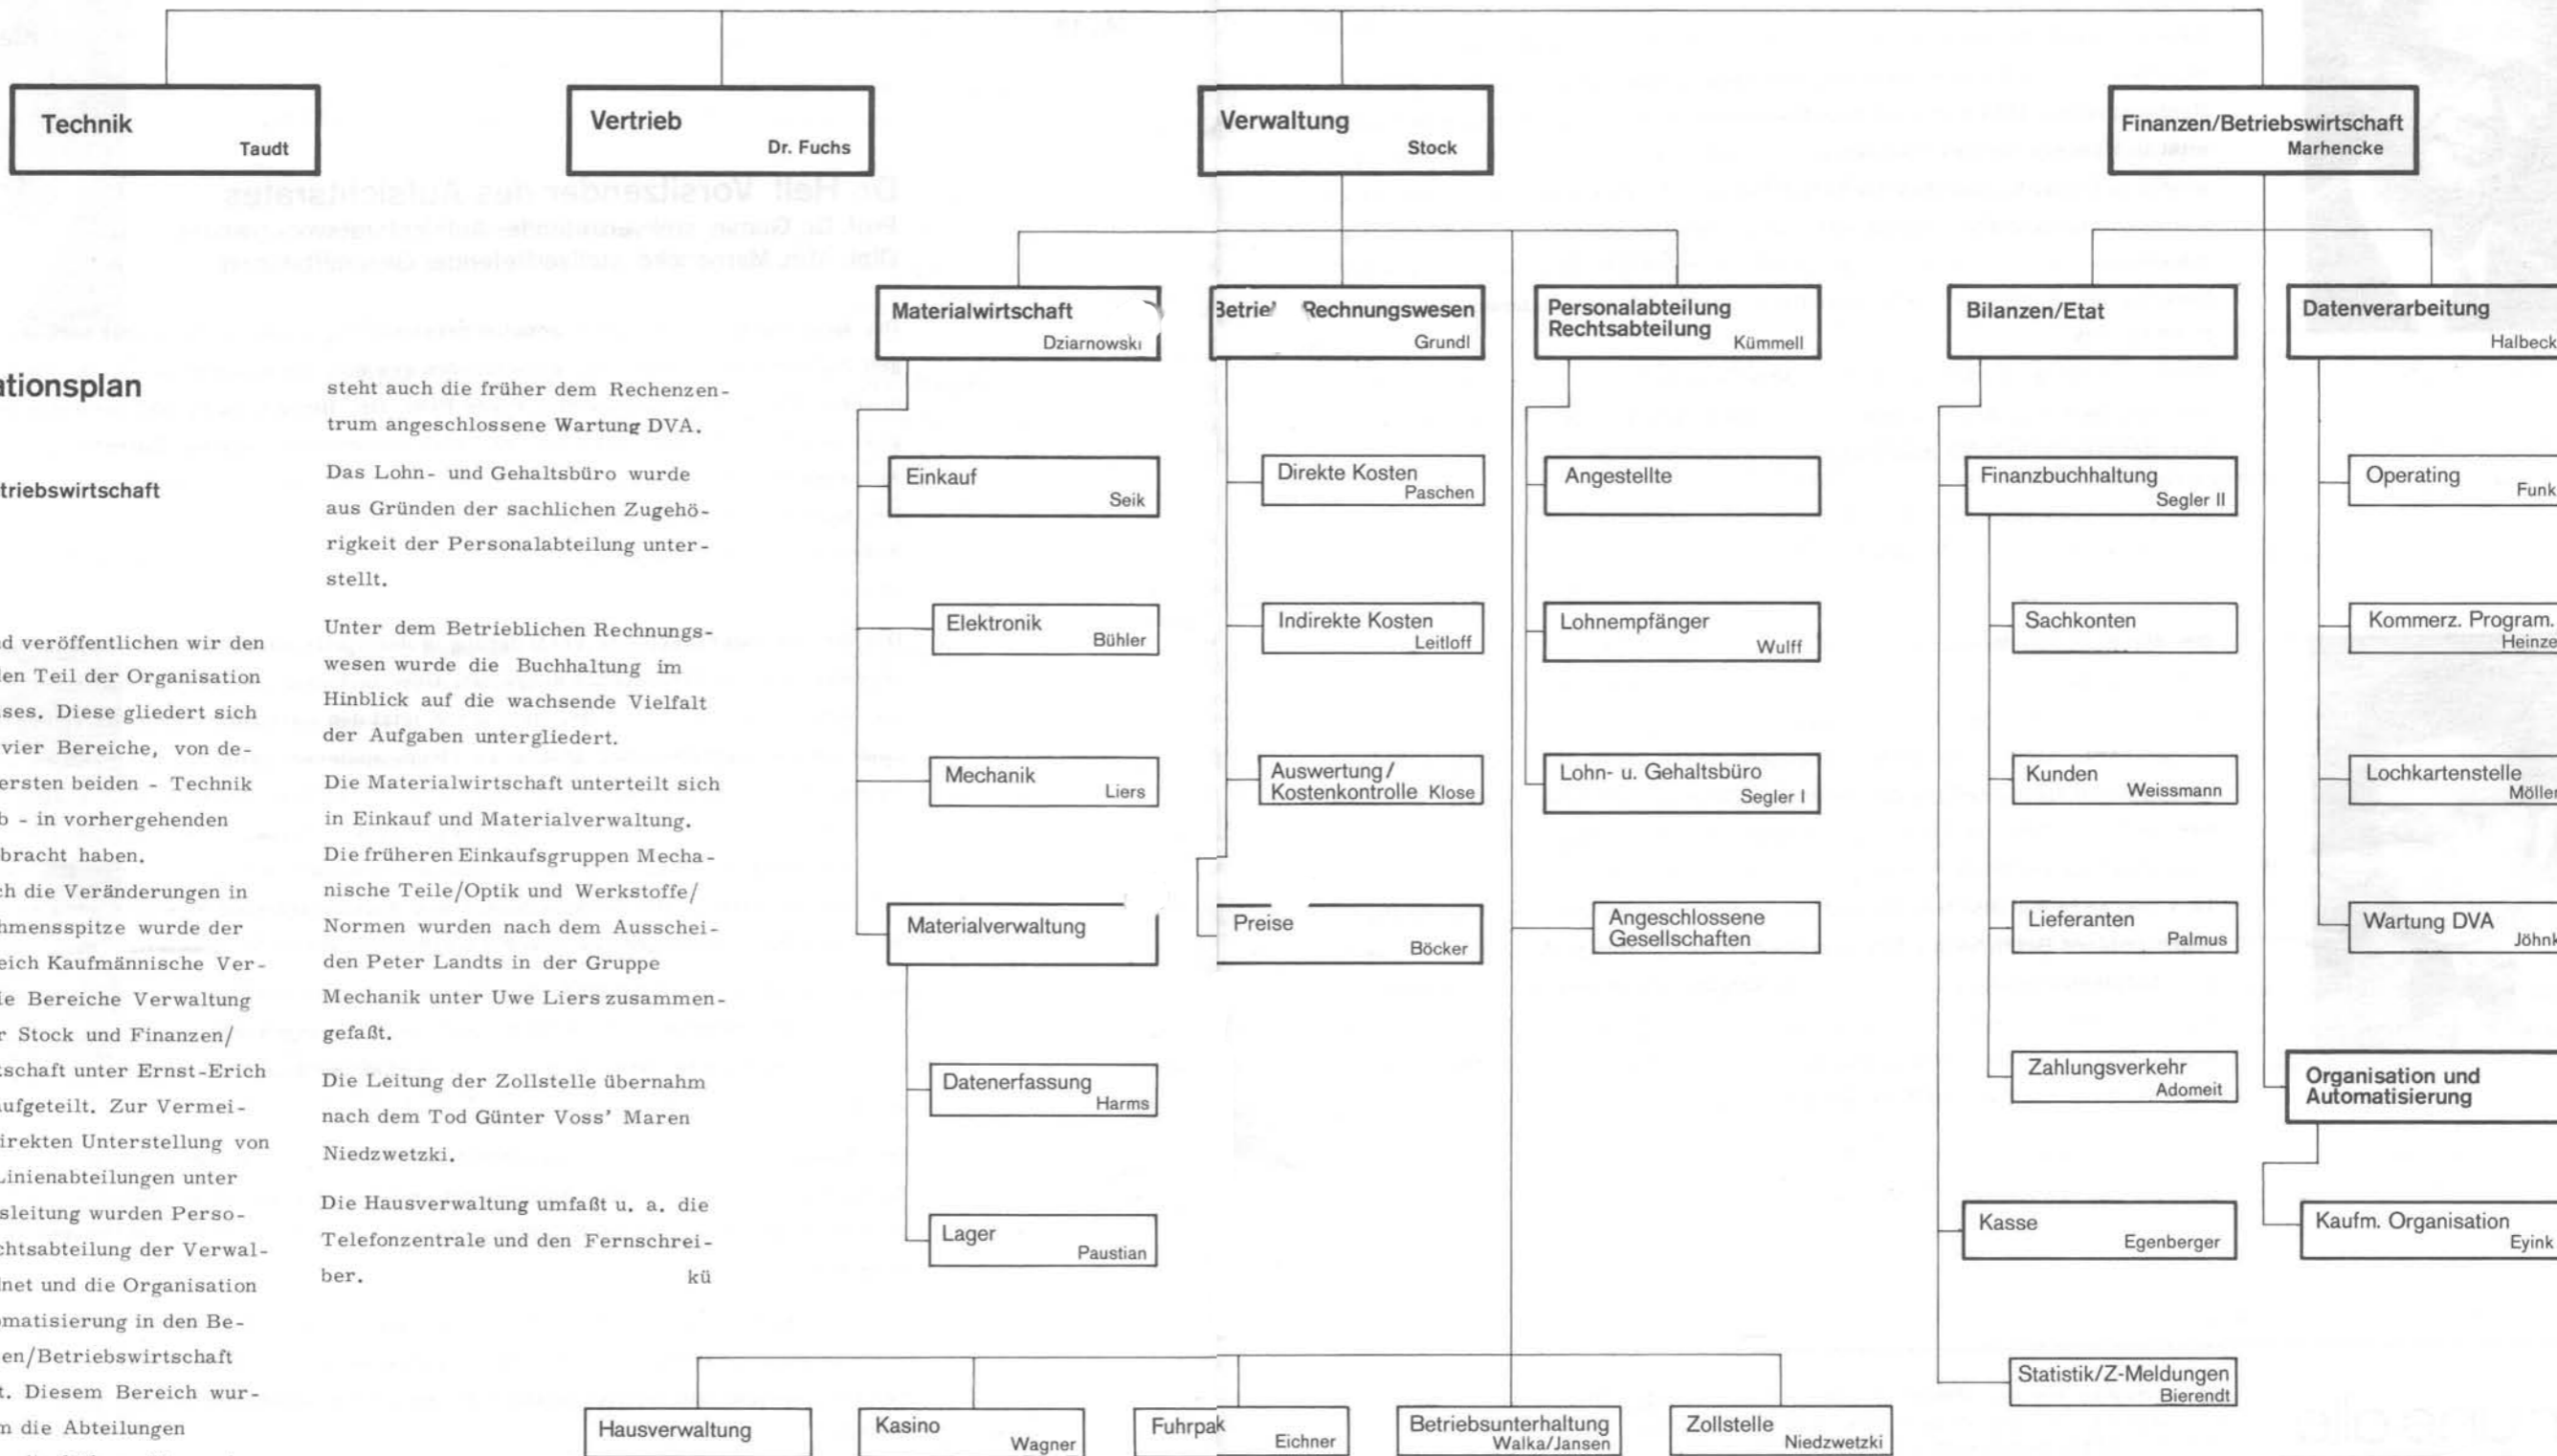 Technik
Taudt
Vertrieb
Dr. Fuchs
Verwaltung
Stock
Finanzen/Betriebswirtschaft
Marhencke
Materialwirtschaft
Dziarnowski
Rechnungswesen
Grundl
Personalabteilung
Rechtsabteilung
Kümmell
Bilanzen/Etat
Datenverarbeitung
Halbeck
ationsplan
triebswirtschaft
d veröffentlichen wir den
den Teil der Organisation
ses. Diese gliedert sich
vier Bereiche, von de-
ersten beiden - Technik
b - in vorhergehenden
bracht haben.
ch die Veränderungen in
hmensspitze wurde der
eich Kaufmännische Ver-
ie Bereiche Verwaltung
r Stock und Finanzen/
tschaft unter Ernst-Erich
aufgeteilt. Zur Vermei-
irekten Unterstellung von
Linienabteilungen unter
sleitung wurden Perso-
chtsabteilung der Verwal-
net und die Organisation
omatisierung in den Be-
en/Betriebswirtschaft
t. Diesem Bereich wur-
m die Abteilungen
steht auch die früher dem Rechenzen-
trum angeschlossene Wartung DVA.
Das Lohn- und Gehaltsbüro wurde
aus Gründen der sachlichen Zugehö-
rigkeit der Personalabteilung unter-
stellt.
Unter dem Betrieblichen Rechnungs-
wesen wurde die Buchhaltung im
Hinblick auf die wachsende Vielfalt
der Aufgaben untergliedert.
Die Materialwirtschaft unterteilt sich
in Einkauf und Materialverwaltung.
Die früheren Einkaufsgruppen Mecha-
nische Teile/Optik und Werkstoffe/
Normen wurden nach dem Ausschei-
den Peter Landts in der Gruppe
Mechanik unter Uwe Liers zusammen-
gefaßt.
Die Leitung der Zollstelle übernahm
nach dem Tod Günter Voss' Maren
Niedzwetzki.
Die Hausverwaltung umfaßt u. a. die
Telefonzentrale und den Fernschrei-
ber. kü
Einkauf
Seik
Elektronik
Bühler
Mechanik
Liers
Materialverwaltung
Datenerfassung
Harms
Lager
Paustian
Direkte Kosten
Paschen
Indirekte Kosten
Leitloff
Auswertung/
Kostenkontrolle Klose
Preise
Böcker
Angestellte
Lohnempfänger
Wulff
Lohn- u. Gehaltsbüro
Segler I
Angeschlossene
Gesellschaften
Finanzbuchhaltung
Segler II
Sachkonten
Kunden
Weissmann
Lieferanten
Palmus
Zahlungsverkehr
Adomeit
Kasse
Egenberger
Statistik/Z-Meldungen
Bierendt
Operating
Funk
Kommerz. Program.
Heinze
Lochkartenstelle
Möller
Wartung DVA
Jöhnk
Organisation und
Automatisierung
Kaufm. Organisation
Eyink
Hausverwaltung
Kasino
Wagner
Fuhrpak
Eichner
Betriebsunterhaltung
Walka/Jansen
Zollstelle
Niedzwetzki